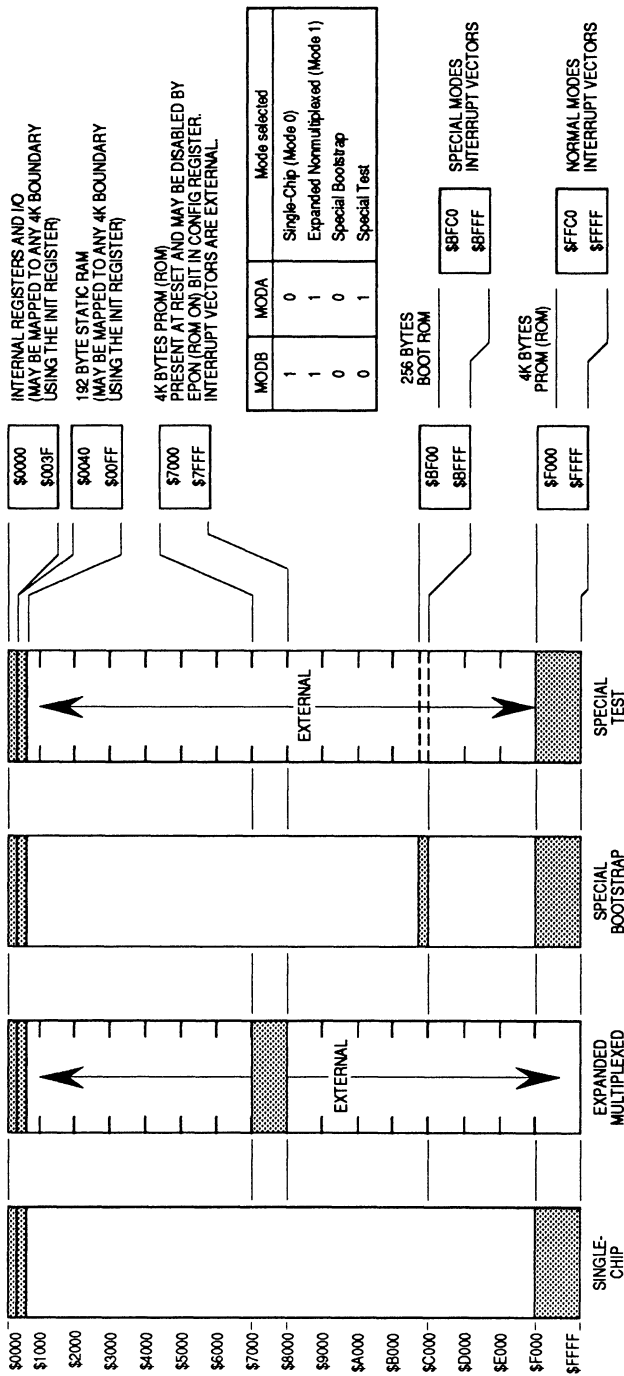 $0000
$1000
$2000
$3000
$4000
$5000
$6000
$7000
$8000
$9000
$A000
$B000
$C000
$D000
$E000
$F000
$FFFF
SINGLE-
CHIP
EXTERNAL
EXPANDED
MULTIPLEXED
SPECIAL
BOOTSTRAP
EXTERNAL
SPECIAL
TEST
$0000
$003F
INTERNAL REGISTERS AND I/O
(MAY BE MAPPED TO ANY 4K BOUNDARY
USING THE INIT REGISTER)
$0040
$00FF
192 BYTE STATIC RAM
(MAY BE MAPPED TO ANY 4K BOUNDARY
USING THE INIT REGISTER)
$7000
$7FFF
4K BYTES PROM (ROM)
PRESENT AT RESET AND MAY BE DISABLED BY
EPON (ROM ON) BIT IN CONFIG REGISTER.
INTERRUPT VECTORS ARE EXTERNAL.
MODB MODA Mode selected
1 0 Single-Chip (Mode 0)
1 1 Expanded Nonmultiplexed (Mode 1)
0 0 Special Bootstrap
0 1 Special Test
$BF00
$BFFF
256 BYTES
BOOT ROM
$BFC0
$BFFF
SPECIAL MODES
INTERRUPT VECTORS
$F000
$FFFF
4K BYTES
PROM (ROM)
$FFC0
$FFFF
NORMAL MODES
INTERRUPT VECTORS